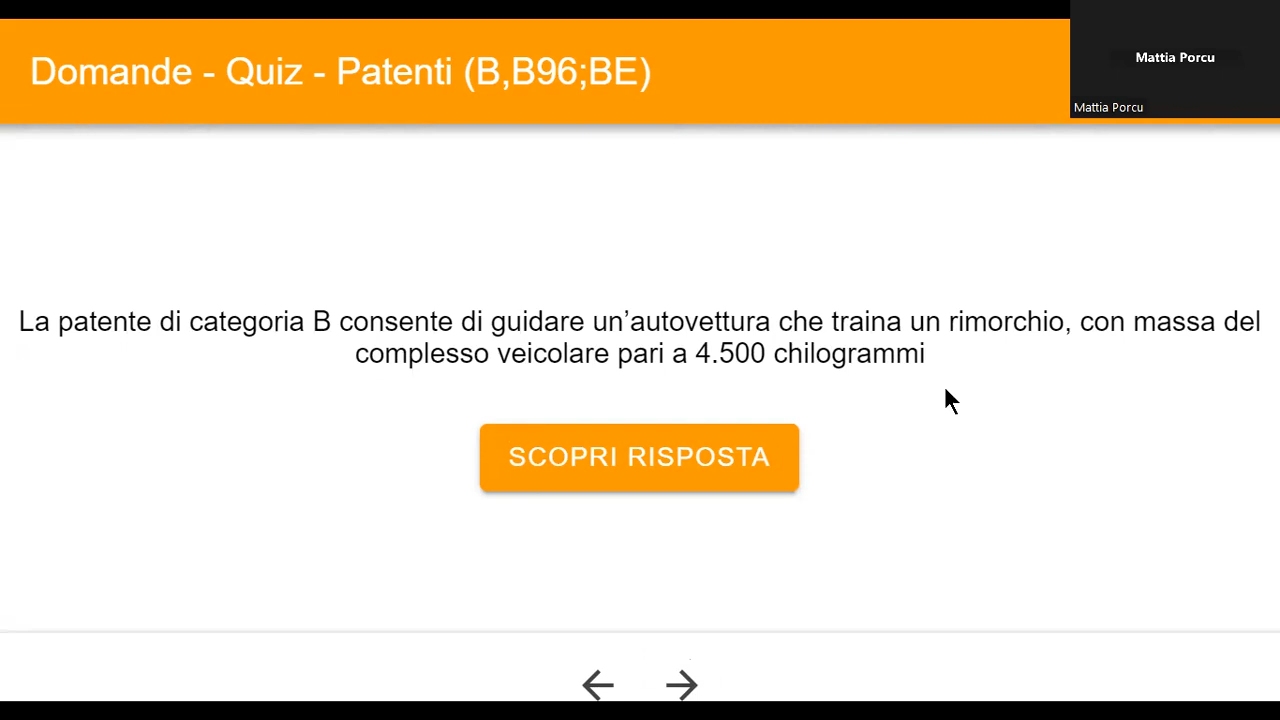 Domande - Quiz - Patenti (B,B96;BE)
Mattia Porcu
Mattia Porcu
La patente di categoria B consente di guidare un’autovettura che traina un rimorchio, con massa del
complesso veicolare pari a 4.500 chilogrammi
SCOPRI RISPOSTA